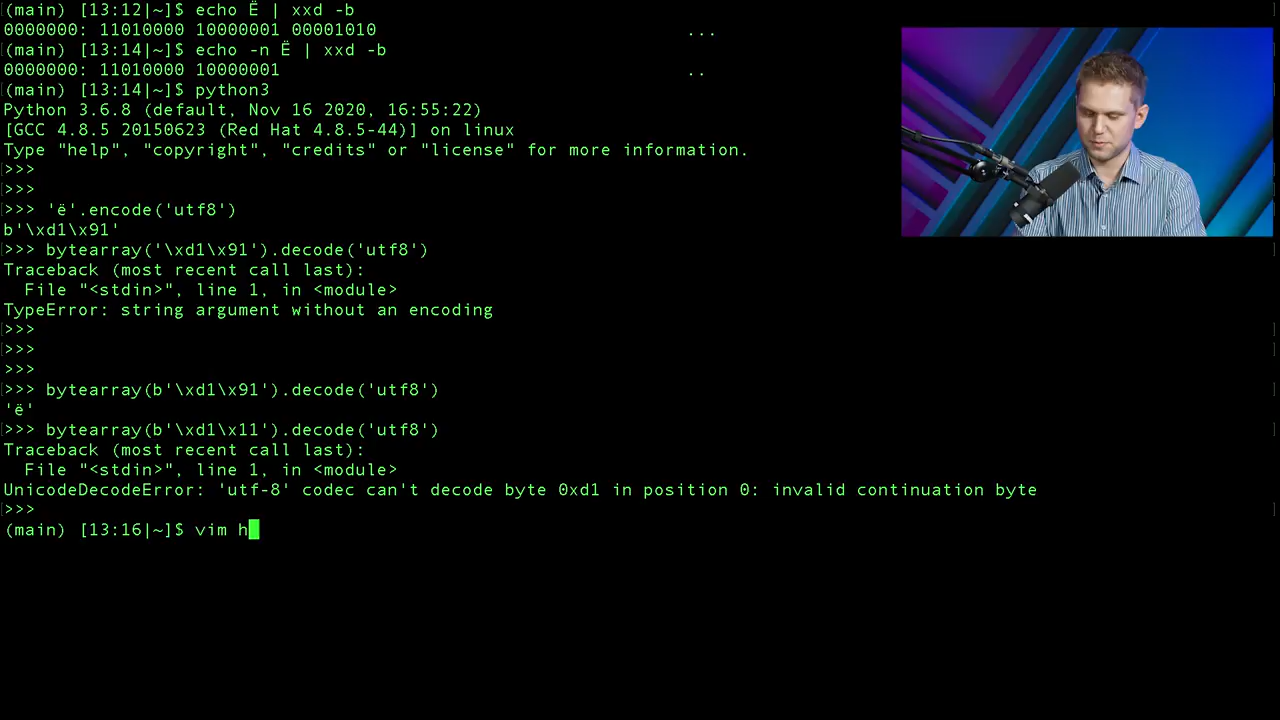 (main) [13:12|~]$ echo Ё | xxd -b
0000000: 11010000 10000001 00001010 ...
(main) [13:14|~]$ echo -n Ё | xxd -b
0000000: 11010000 10000001 ..
(main) [13:14|~]$ python3
Python 3.6.8 (default, Nov 16 2020, 16:55:22)
[GCC 4.8.5 20150623 (Red Hat 4.8.5-44)] on linux
Type "help", "copyright", "credits" or "license" for more information.
>>>
>>>
>>> 'ё'.encode('utf8')
b'\xd1\x91'
>>> bytearray('\xd1\x91').decode('utf8')
Traceback (most recent call last):
  File "<stdin>", line 1, in <module>
TypeError: string argument without an encoding
>>>
>>>
>>>
>>> bytearray(b'\xd1\x91').decode('utf8')
'ё'
>>> bytearray(b'\xd1\x11').decode('utf8')
Traceback (most recent call last):
  File "<stdin>", line 1, in <module>
UnicodeDecodeError: 'utf-8' codec can't decode byte 0xd1 in position 0: invalid continuation byte
>>>
(main) [13:16|~]$ vim h